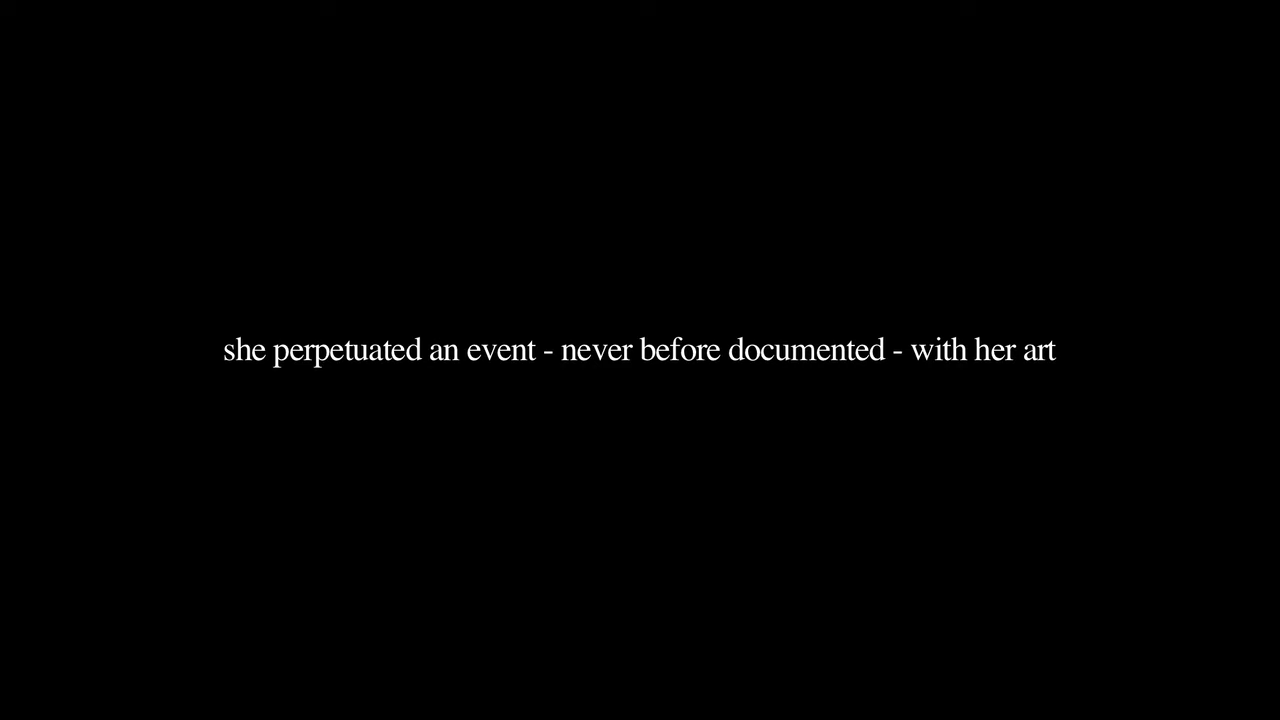 she perpetuated an event - never before documented - with her art